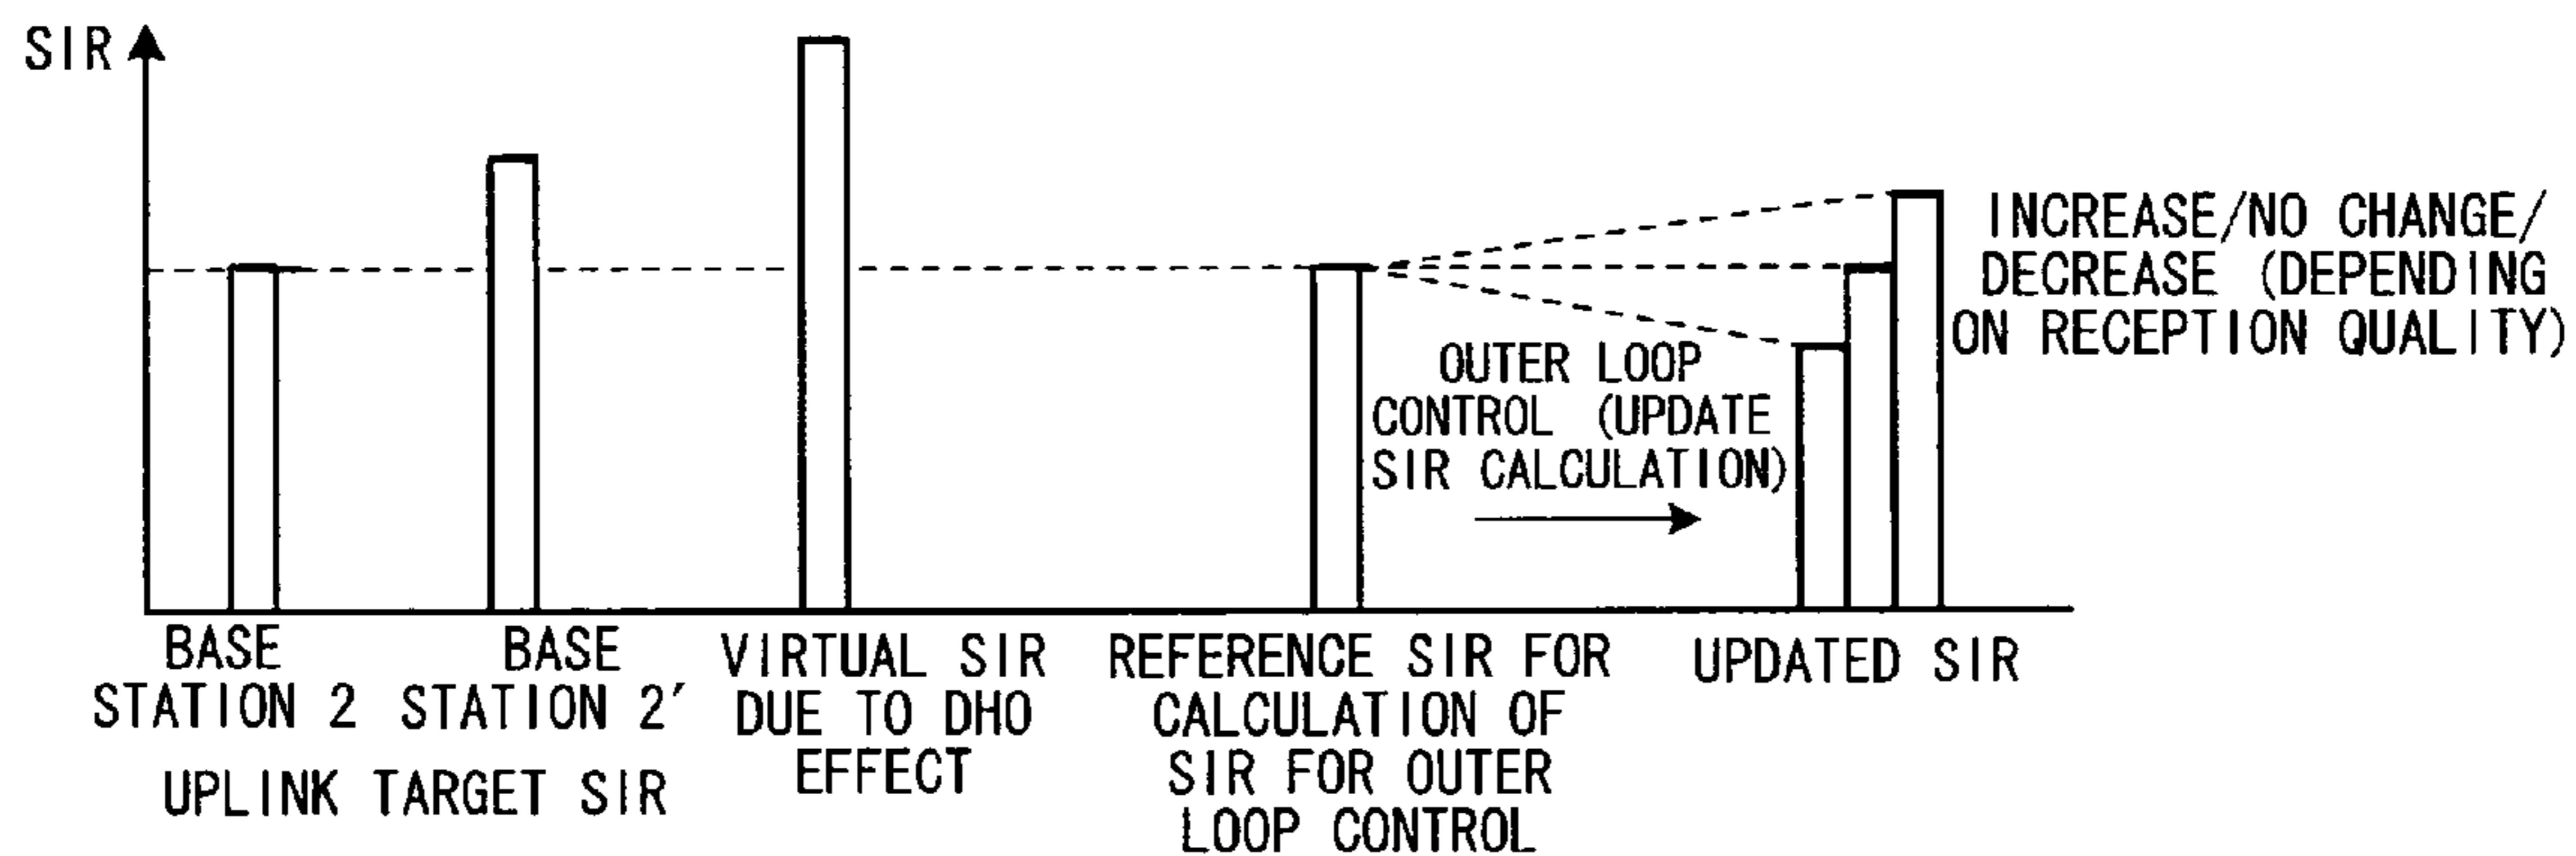 SIR
INCREASE/NO CHANGE/
DECREASE (DEPENDING
ON RECEPTION QUALITY)
OUTER LOOP
CONTROL (UPDATE
SIR CALCULATION)
BASE
STATION 2
BASE
STATION 2'
UPLINK TARGET SIR
VIRTUAL SIR
DUE TO DHO
EFFECT
REFERENCE SIR FOR
CALCULATION OF
SIR FOR OUTER
LOOP CONTROL
UPDATED SIR